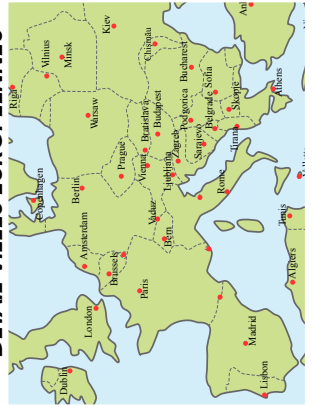 Riga
Vilnius
Minsk
Kiev
Copenhagen
Warsaw
Chișinău
Berlin
Prague
Bratislava
Budapest
Bucharest
Amsterdam
Vienna
Zagreb
Podgorica
Sofia
Brussels
Vaduz
Ljubljana
Sarajevo
Belgrade
Skopje
London
Paris
Bern
Rome
Tirana
Athens
Dublin
Madrid
Tunis
Lisbon
Algiers